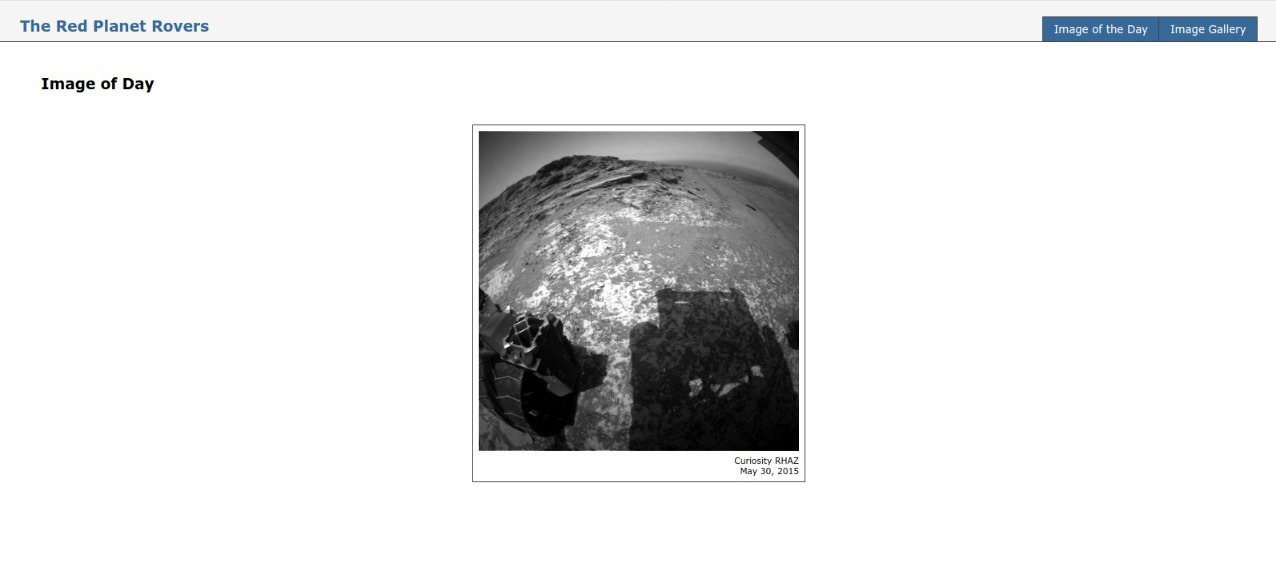 The Red Planet Rovers
Image of the Day
Image Gallery
Image of Day
Curiosity RHAZ
May 30, 2015